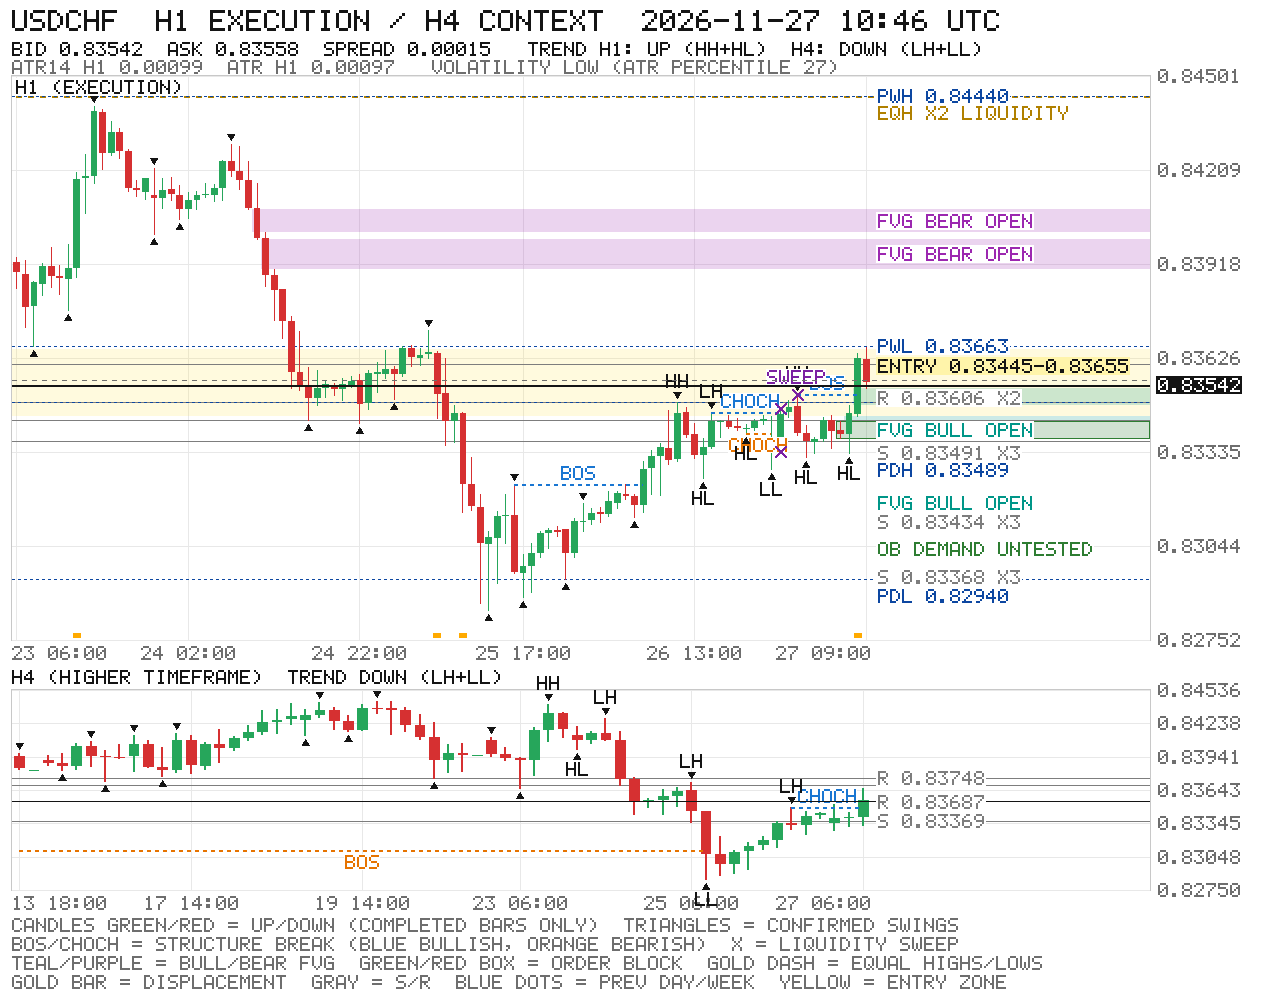 USDCHF H1 EXECUTION / H4 CONTEXT 2026-11-27 10:46 UTC
BID 0.83542 ASK 0.83558 SPREAD 0.00015 TREND H1: UP (HH+HL) H4: DOWN (LH+LL)
ATR14 H1 0.00099 ATR H1 0.00097 VOLATILITY LOW (ATR PERCENTILE 27)
H1 (EXECUTION)
0.84501
PWH 0.84440
EQH X2 LIQUIDITY
0.84209
FVG BEAR OPEN
FVG BEAR OPEN
0.83918
PWL 0.83663
0.83626
ENTRY 0.83445-0.83655
SWEEP
BOS
0.83542
HH
LH
R 0.83606 X2
CHOCH
FVG BULL OPEN
CHOCH
HL
S 0.83491 X3
0.83335
PDH 0.83489
BOS
HL
LL
HL
HL
FVG BULL OPEN
S 0.83434 X3
OB DEMAND UNTESTED
0.83044
S 0.83368 X3
PDL 0.82940
0.82752
23 06:00 24 02:00 24 22:00 25 17:00 26 13:00 27 09:00
H4 (HIGHER TIMEFRAME) TREND DOWN (LH+LL)
HH
LH
0.84536
0.84238
HL
LH
0.83941
R 0.83748
LH
CHOCH
0.83643
R 0.83687
S 0.83369
0.83345
BOS
0.83048
0.82750
LL
13 18:00 17 14:00 19 14:00 23 06:00 25 06:00 27 06:00
CANDLES GREEN/RED = UP/DOWN (COMPLETED BARS ONLY) TRIANGLES = CONFIRMED SWINGS
BOS/CHOCH = STRUCTURE BREAK (BLUE BULLISH, ORANGE BEARISH) X = LIQUIDITY SWEEP
TEAL/PURPLE = BULL/BEAR FVG GREEN/RED BOX = ORDER BLOCK GOLD DASH = EQUAL HIGHS/LOWS
GOLD BAR = DISPLACEMENT GRAY = S/R BLUE DOTS = PREV DAY/WEEK YELLOW = ENTRY ZONE